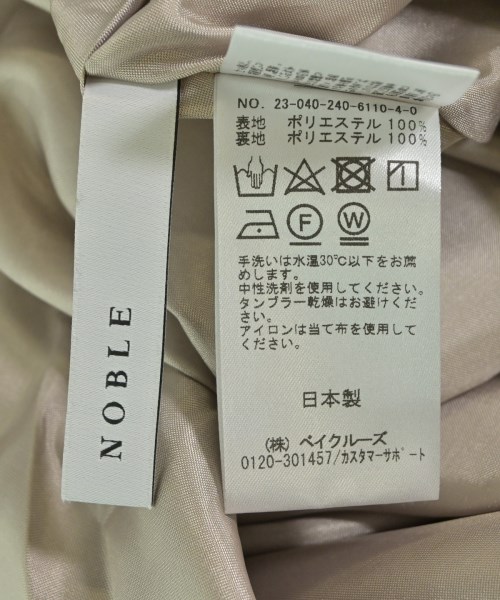 NOBLE
NO. 23-040-240-6110-4-0
表地 ポリエステル 100%
裏地 ポリエステル 100%
F
W
手洗いは水温30℃以下をお薦
めします。
中性洗剤を使用してください。
タンブラー乾燥はお避けくだ
さい。
アイロンは当て布を使用して
ください。
日本製
(株) ベイクルーズ
0120-301457/カスタマーサポート